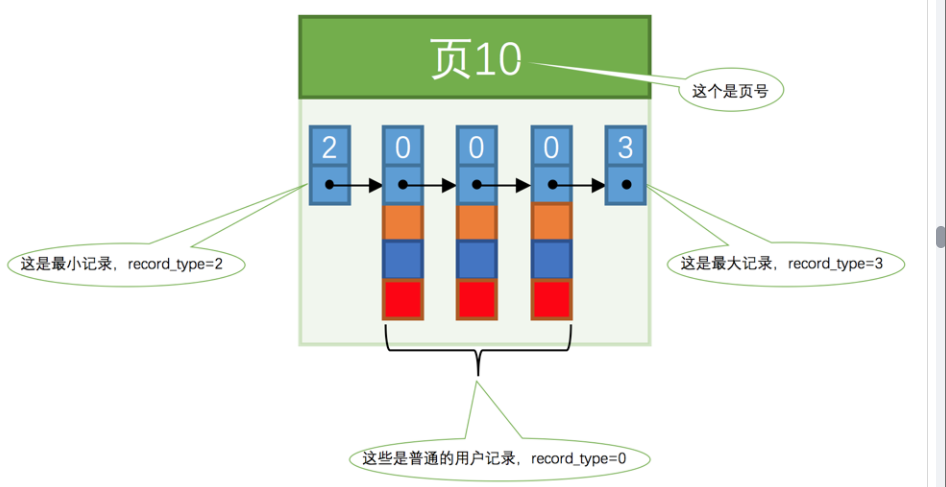 页10
这个是页号
2 0 0 0 3
这是最小记录，record_type=2
这是最大记录，record_type=3
这些是普通的用户记录，record_type=0